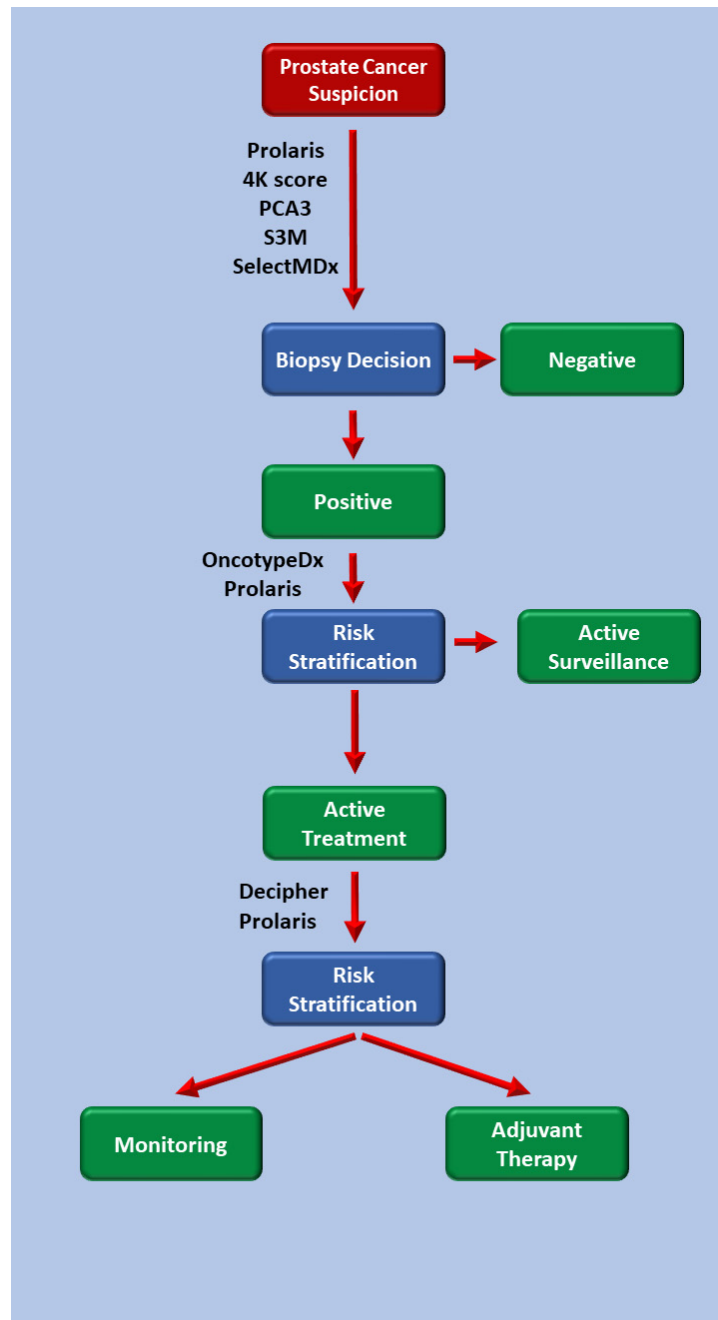 Prostate Cancer
Suspicion
Prolaris
4K score
PCA3
S3M
SelectMDx
Biopsy Decision
Negative
Positive
OncotypeDx
Prolaris
Risk
Stratification
Active
Surveillance
Active
Treatment
Decipher
Prolaris
Risk
Stratification
Monitoring
Adjuvant
Therapy